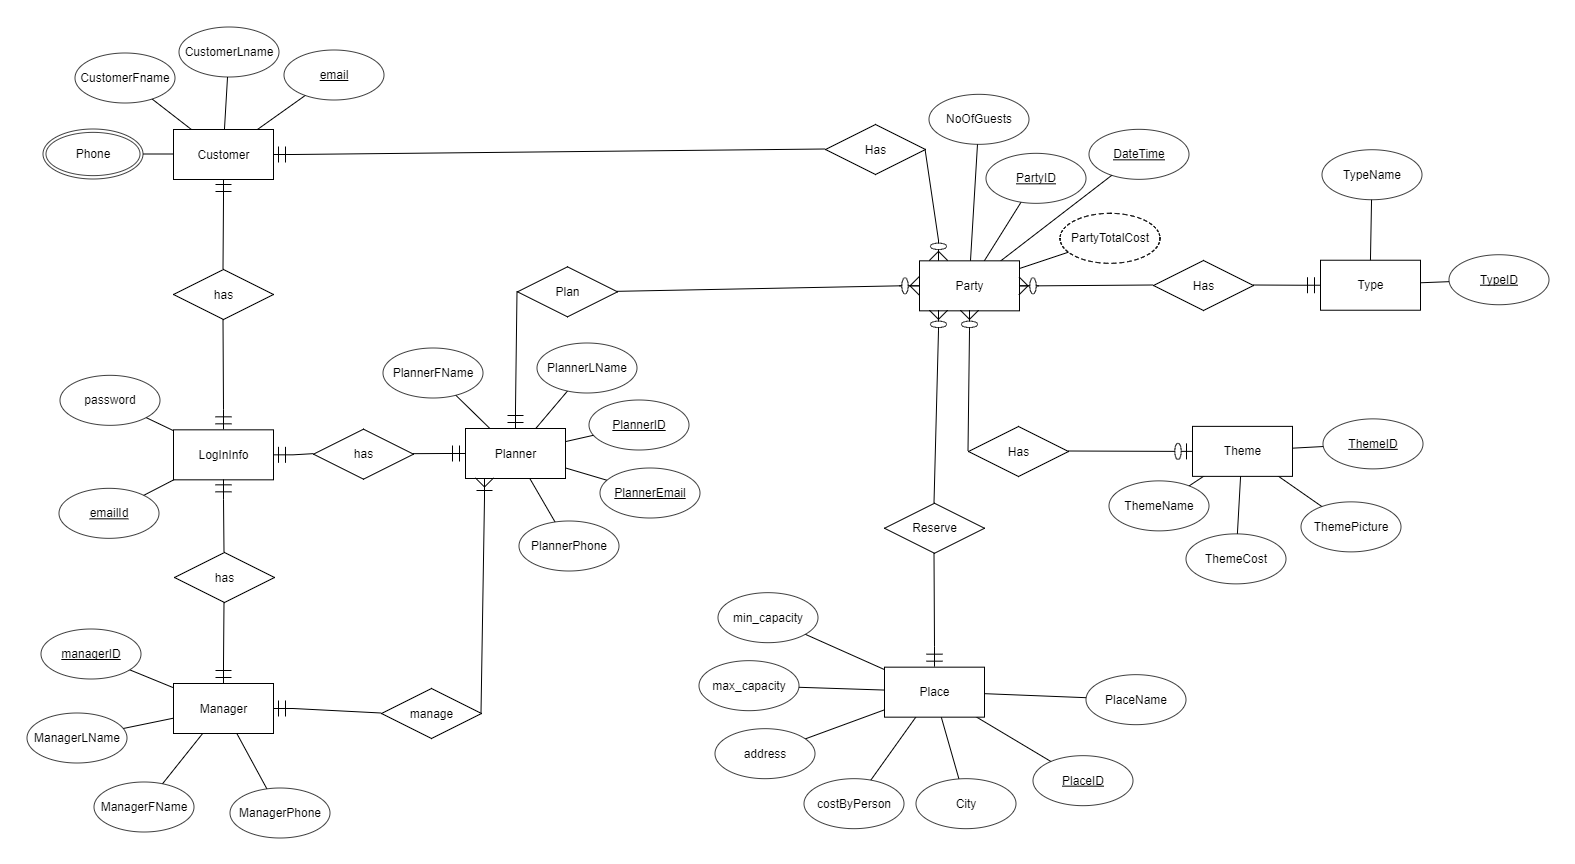 CustomerLname
CustomerFname
email
Phone
Customer
Has
NoOfGuests
DateTime
PartyID
TypeName
PartyTotalCost
has
Plan
Party
Has
Type
TypeID
PlannerFName
PlannerLName
password
PlannerID
LogInInfo
has
Planner
Has
Theme
ThemeID
emailId
PlannerEmail
ThemeName
ThemePicture
Reserve
PlannerPhone
ThemeCost
has
min_capacity
managerID
max_capacity
Place
PlaceName
Manager
manage
ManagerLName
address
PlaceID
costByPerson
City
ManagerFName
ManagerPhone